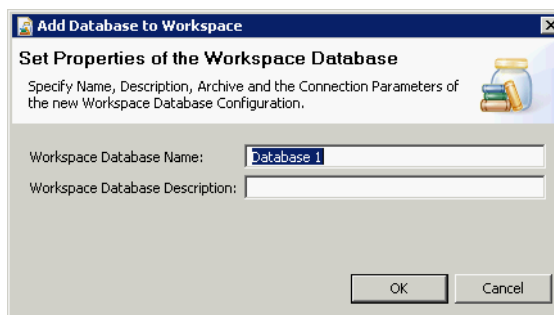 Add Database to Workspace
Set Properties of the Workspace Database
Specify Name, Description, Archive and the Connection Parameters of
the new Workspace Database Configuration.
Workspace Database Name:
Database 1
Workspace Database Description:
OK
Cancel